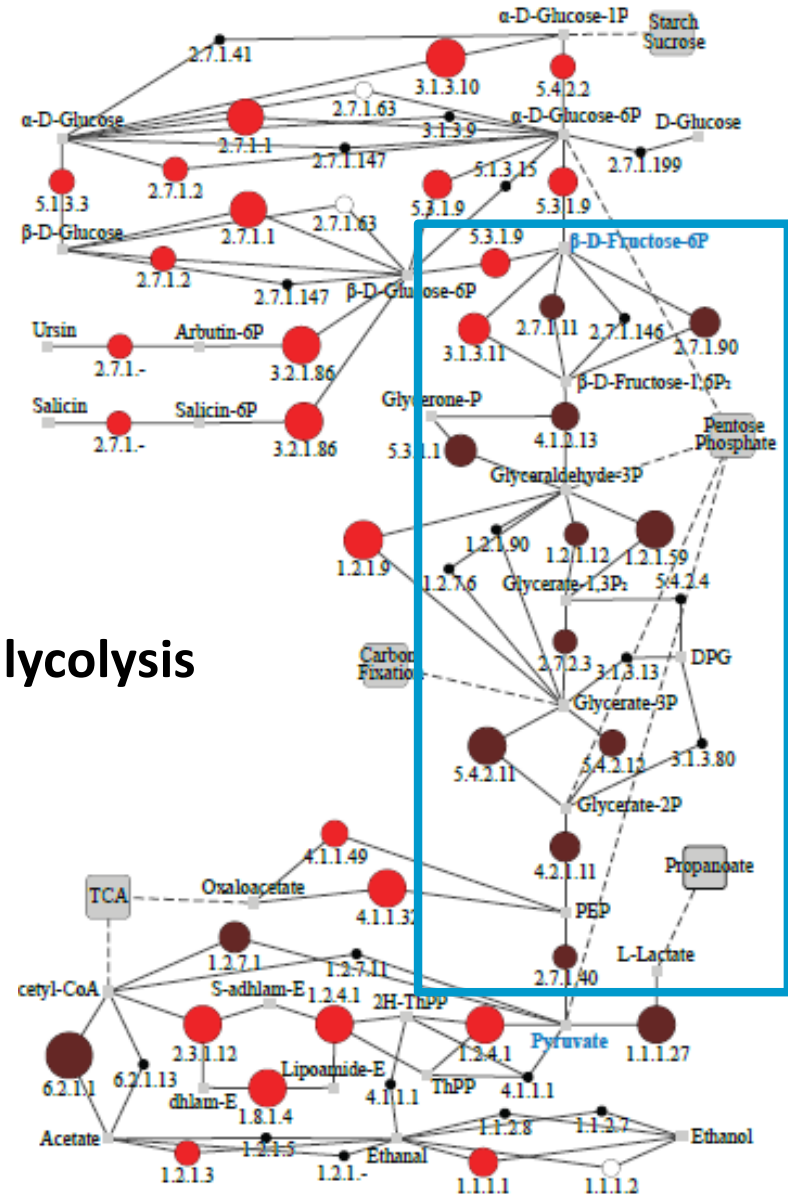 α-D-Glucose-1P
Starch
Sucrose
2.7.1.41
3.1.3.10
5.4.2.2
2.7.1.63
α-D-Glucose
α-D-Glucose-6P
D-Glucose
3.1.3.9
2.7.1.1
2.7.1.147
2.7.1.199
5.1.3.15
2.7.1.2
5.1.3.3
5.3.1.9
5.3.1.9
2.7.1.63
β-D-Glucose
2.7.1.1
5.3.1.9
β-D-Fructose-6P
2.7.1.2
2.7.1.147
β-D-Glucose-6P
Ursin
Arbutin-6P
2.7.1.11
2.7.1.146
2.7.1.90
3.1.3.11
2.7.1.-
3.2.1.86
β-D-Fructose-1,6P₂
Salicin
Salicin-6P
Glycerone-P
Pentose
Phosphate
2.7.1.-
3.2.1.86
4.1.2.13
5.3.1.1
Glyceraldehyde-3P
1.2.1.90
1.2.1.12
1.2.1.59
1.2.1.9
1.2.7.6
Glycerate-1,3P₂
5.4.2.4
lycolysis
Carbon
Fixation
2.7.2.3
3.1.3.13
DPG
Glycerate-3P
5.4.2.11
5.4.2.12
3.1.3.80
Glycerate-2P
4.1.1.49
4.2.1.11
Propanoate
TCA
Oxaloacetate
4.1.1.32
PEP
1.2.7.1
1.2.7.11
L-Lactate
2.7.1.40
cetyl-CoA
S-adhlam-E
1.2.4.1
2H-ThPP
2.3.1.12
1.2.4.1
Pyruvate
1.1.1.27
6.2.1.1
6.2.1.13
Lipoamide-E
ThPP
4.1.1.1
4.1.1.1
dhlam-E
1.8.1.4
1.1.2.8
1.1.2.7
Acetate
1.2.1.5
Ethanal
Ethanol
1.2.1.3
1.2.1.-
1.1.1.1
1.1.1.2